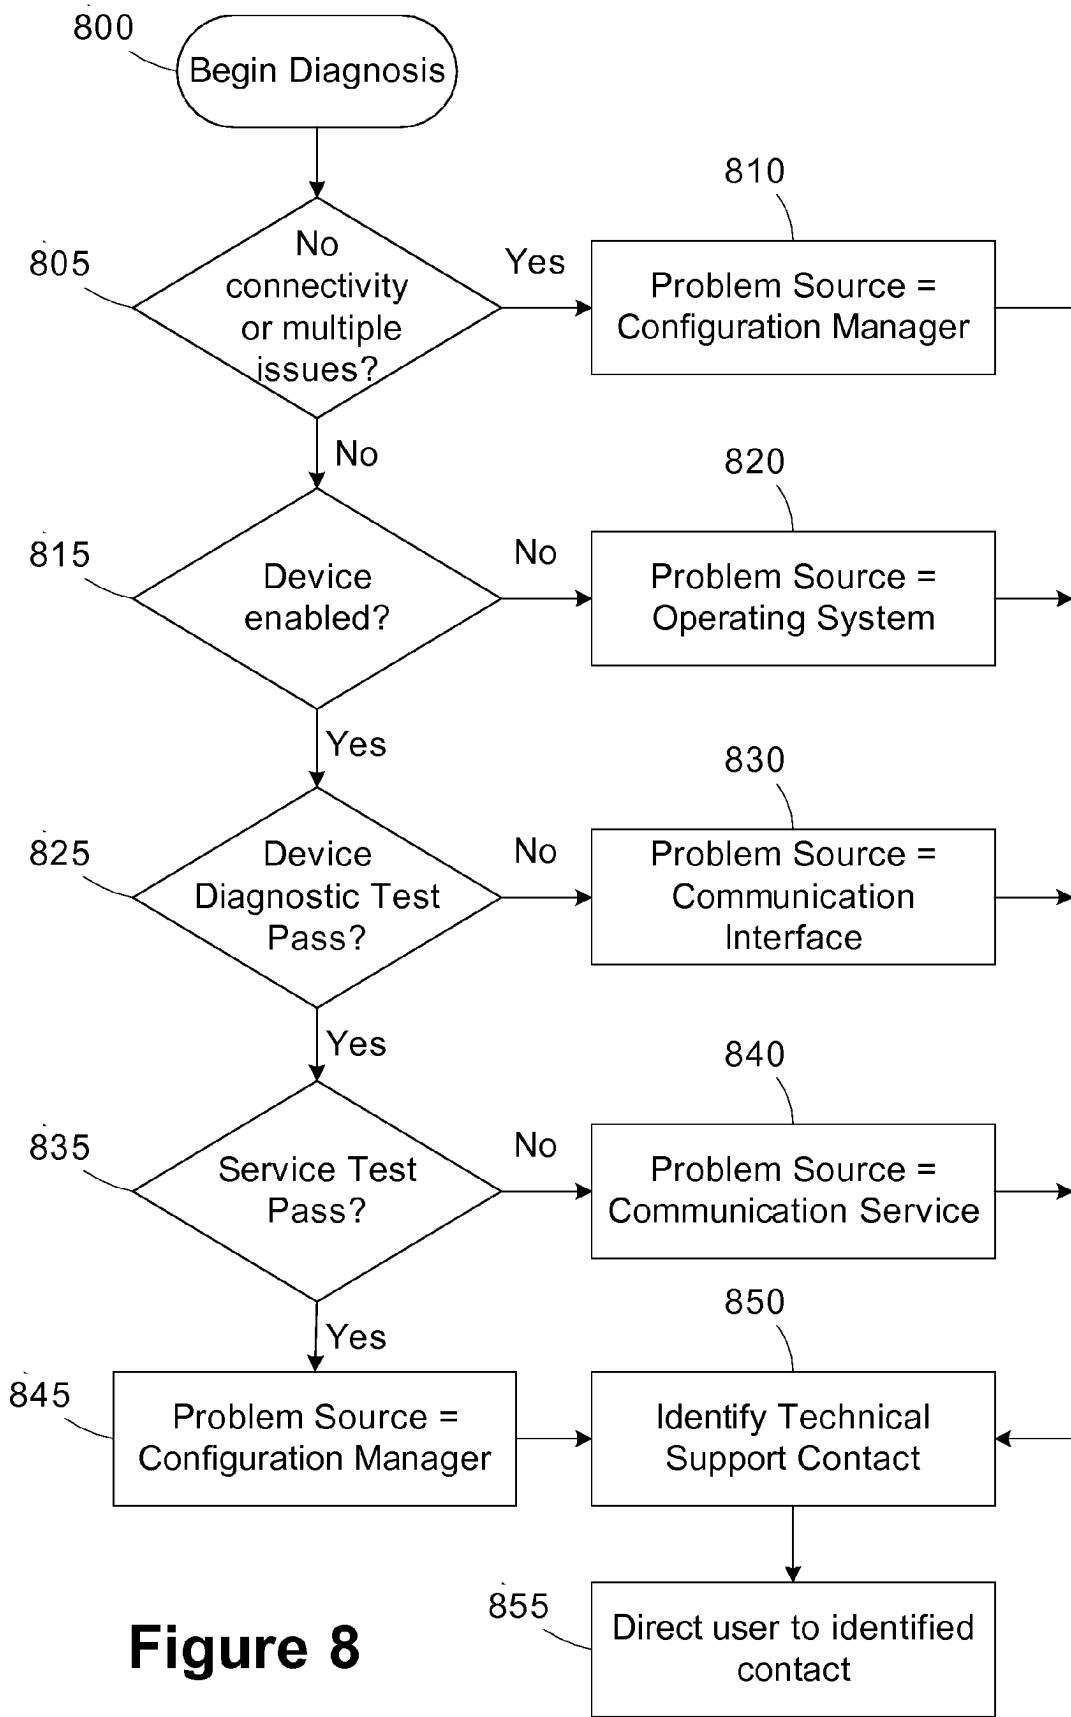 800
Begin Diagnosis
810
805
No
connectivity
or multiple
issues?
Yes
Problem Source =
Configuration Manager
No
820
815
Device
enabled?
No
Problem Source =
Operating System
Yes
830
825
Device
Diagnostic Test
Pass?
No
Problem Source =
Communication
Interface
Yes
840
835
Service Test
Pass?
No
Problem Source =
Communication Service
Yes
850
845
Problem Source =
Configuration Manager
Identify Technical
Support Contact
855
Direct user to identified
contact
Figure 8